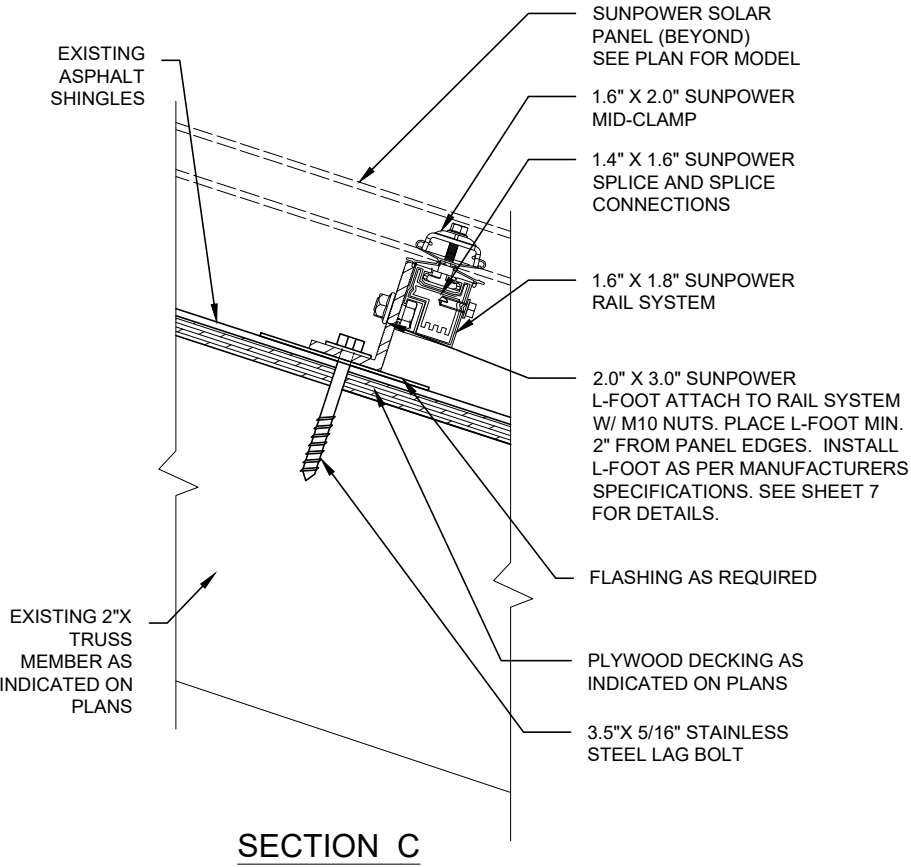 EXISTING
ASPHALT
SHINGLES
SUNPOWER SOLAR
PANEL (BEYOND)
SEE PLAN FOR MODEL
1.6" X 2.0" SUNPOWER
MID-CLAMP
1.4" X 1.6" SUNPOWER
SPLICE AND SPLICE
CONNECTIONS
1.6" X 1.8" SUNPOWER
RAIL SYSTEM
2.0" X 3.0" SUNPOWER
L-FOOT ATTACH TO RAIL SYSTEM
W/ M10 NUTS. PLACE L-FOOT MIN.
2" FROM PANEL EDGES. INSTALL
L-FOOT AS PER MANUFACTURERS
SPECIFICATIONS. SEE SHEET 7
FOR DETAILS.
FLASHING AS REQUIRED
EXISTING 2"X
TRUSS
MEMBER AS
INDICATED ON
PLANS
PLYWOOD DECKING AS
INDICATED ON PLANS
3.5"X 5/16" STAINLESS
STEEL LAG BOLT
SECTION C